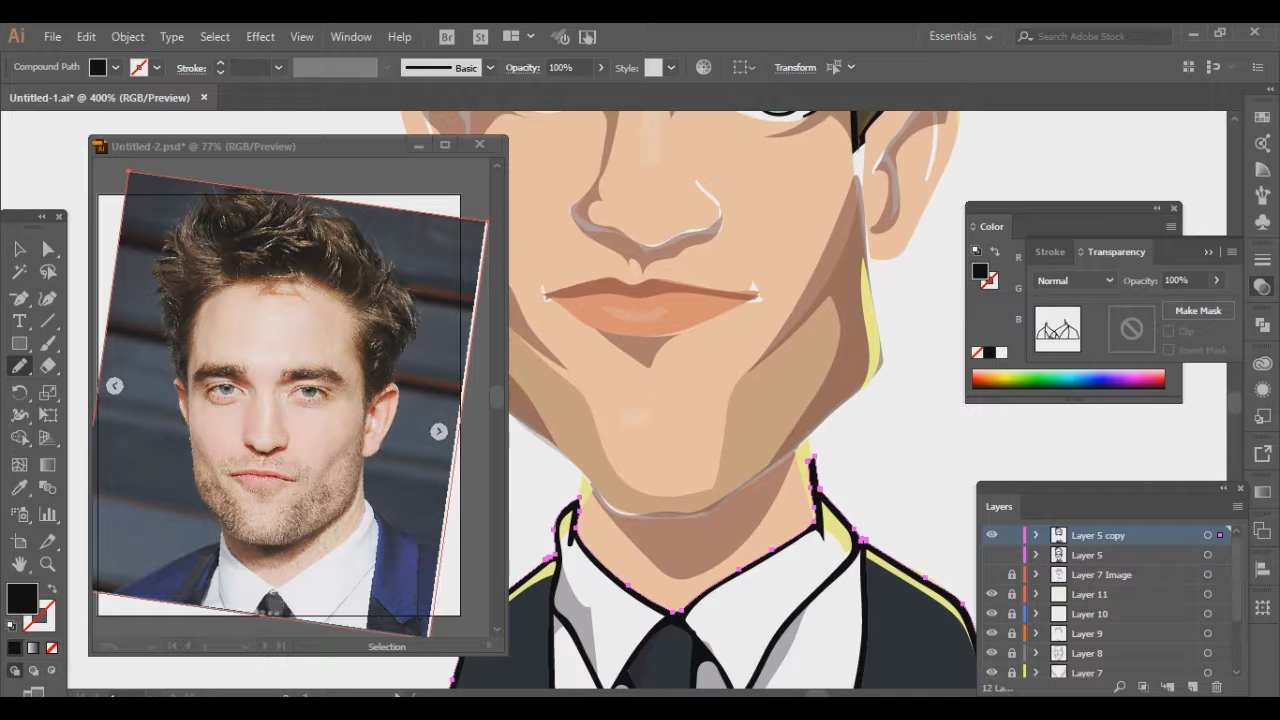 Ai File Edit Object Type Select Effect View Window Help Br St Essentials Search Adobe Stock
Compound Path Stroke: Basic Opacity: 100% Style: Transform
Untitled-1.ai* @ 400% (RGB/Preview) ×
Untitled-2.psd* @ 77% (RGB/Preview)
Selection
Color
R
G
B
Stroke Transparency
Normal Opacity: 100%
Make Mask
Clip
Invert Mask
Layers
Layer 5 copy
Layer 5
Layer 7 Image
Layer 11
Layer 10
Layer 9
Layer 8
Layer 7
12 La...